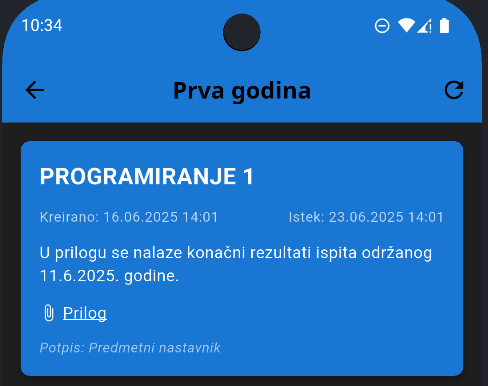 10:34
Prva godina
PROGRAMIRANJE 1
Kreirano: 16.06.2025 14:01 Istek: 23.06.2025 14:01
U prilogu se nalaze konačni rezultati ispita održanog
11.6.2025. godine.
Prilog
Potpis: Predmetni nastavnik